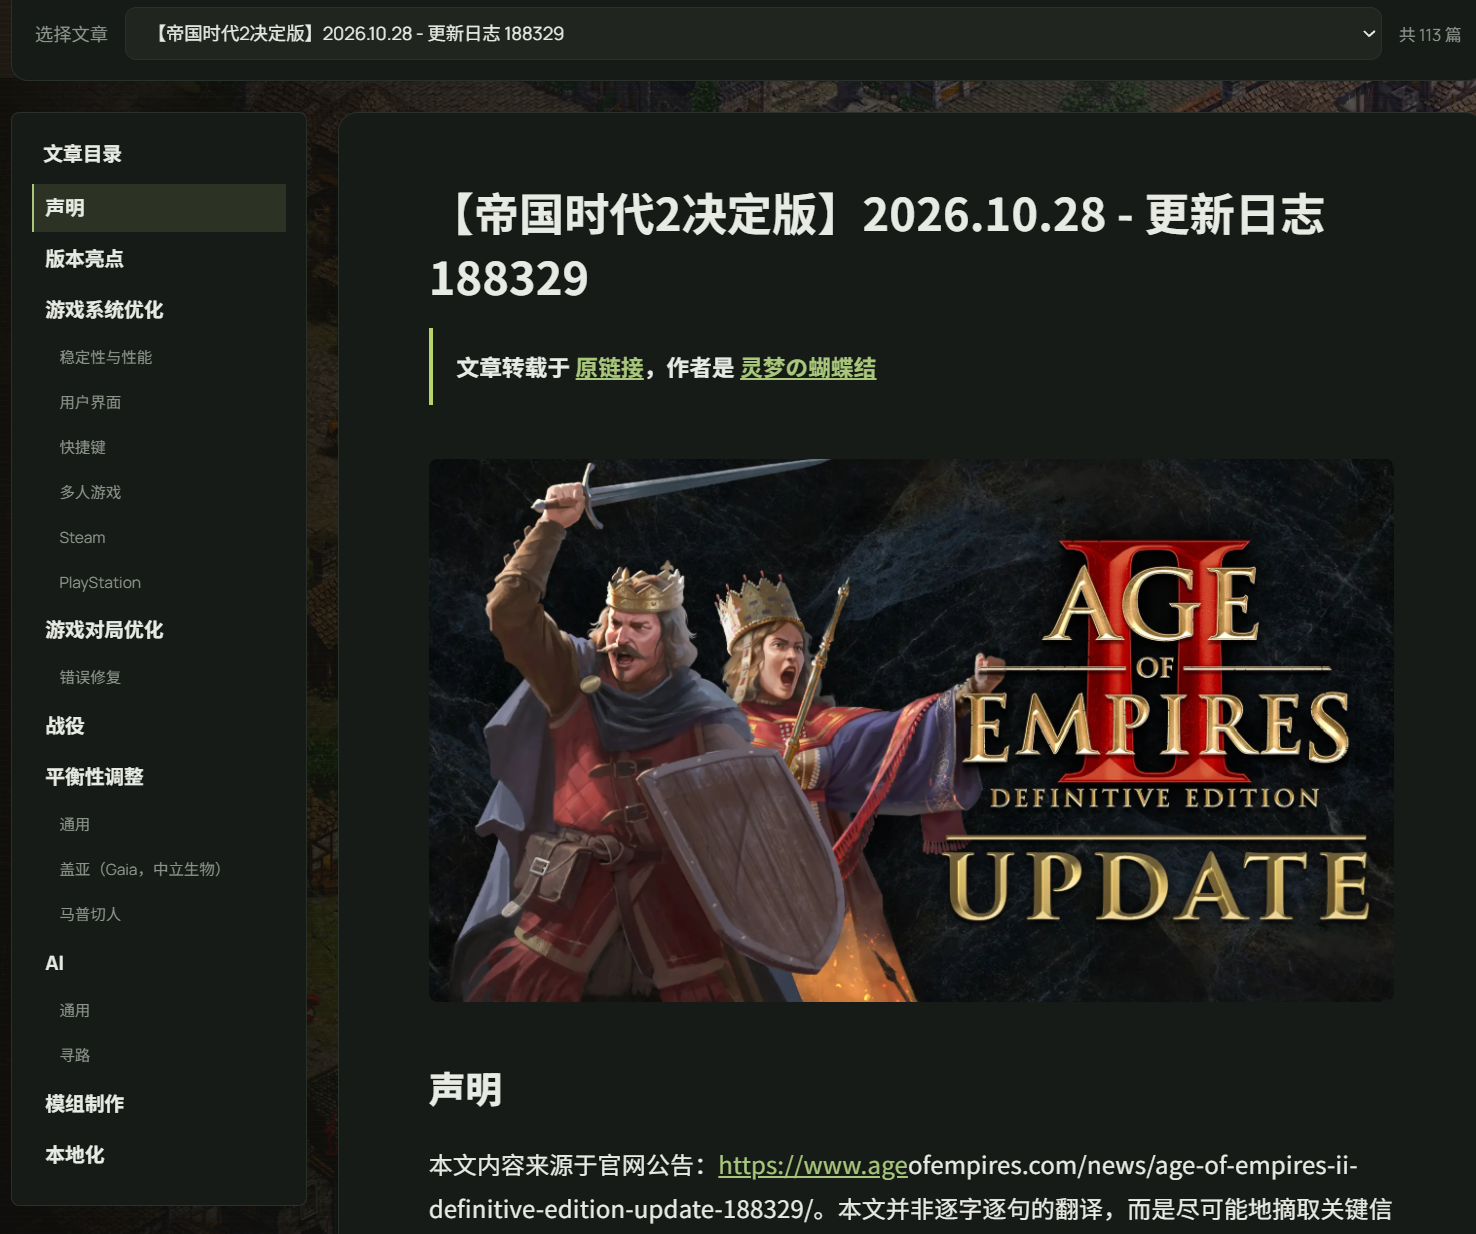 选择文章
【帝国时代2决定版】2026.10.28 - 更新日志 188329
共 113 篇
文章目录
声明
版本亮点
游戏系统优化
稳定性与性能
用户界面
快捷键
多人游戏
Steam
PlayStation
游戏对局优化
错误修复
战役
平衡性调整
通用
盖亚（Gaia，中立生物）
马普切人
AI
通用
寻路
模组制作
本地化
【帝国时代2决定版】2026.10.28 - 更新日志
188329
文章转载于 原链接，作者是 灵梦の蝴蝶结
II
AGE
OF
EMPIRES
DEFINITIVE EDITION
UPDATE
声明
本文内容来源于官网公告：https://www.ageofempires.com/news/age-of-empires-ii-
definitive-edition-update-188329/。本文并非逐字逐句的翻译，而是尽可能地摘取关键信